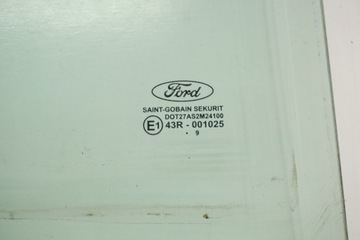 Ford
SAINT-GOBAIN SEKURIT
DOT27AS2M24100
E1 43R - 001025
. 9